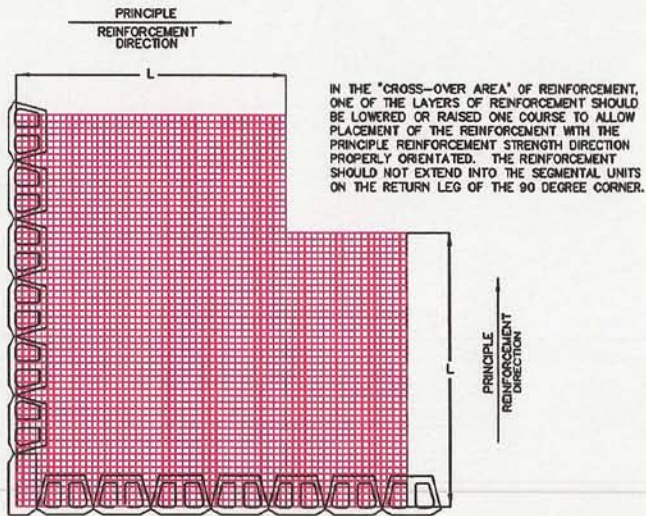 PRINCIPLE
REINFORCEMENT
DIRECTION
L
IN THE "CROSS-OVER AREA" OF REINFORCEMENT,
ONE OF THE LAYERS OF REINFORCEMENT SHOULD
BE LOWERED OR RAISED ONE COURSE TO ALLOW
PLACEMENT OF THE REINFORCEMENT WITH THE
PRINCIPLE REINFORCEMENT STRENGTH DIRECTION
PROPERLY ORIENTATED. THE REINFORCEMENT
SHOULD NOT EXTEND INTO THE SEGMENTAL UNITS
ON THE RETURN LEG OF THE 90 DEGREE CORNER.
L
PRINCIPLE
REINFORCEMENT
DIRECTION